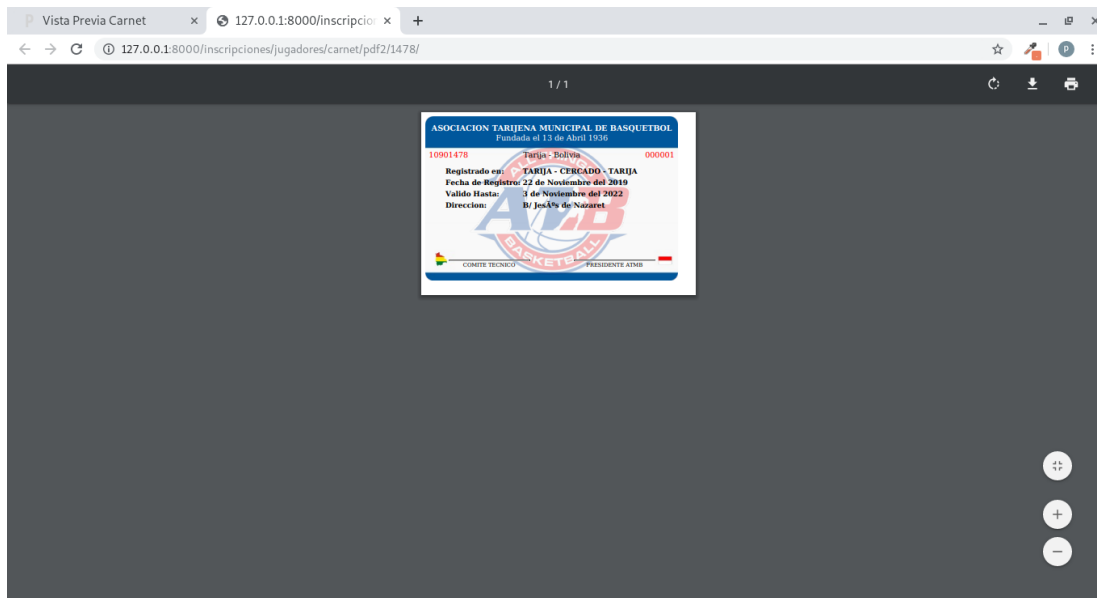 Vista Previa Carnet
127.0.0.1:8000/inscripcio
127.0.0.1:8000/inscripciones/jugadores/carnet/pdf2/1478/
P
1 / 1
ASOCIACION TARIJENA MUNICIPAL DE BASQUETBOL
Fundada el 13 de Abril 1936
10901478 Tarija - Bolivia 000001
Registrado en: TARIJA - CERCADO - TARIJA
Fecha de Registro: 22 de Noviembre del 2019
Valido Hasta: 3 de Noviembre del 2022
Direccion: B/ JesÃºs de Nazaret
BASKETBALL
COMITE TECNICO PRESIDENTE ATMB